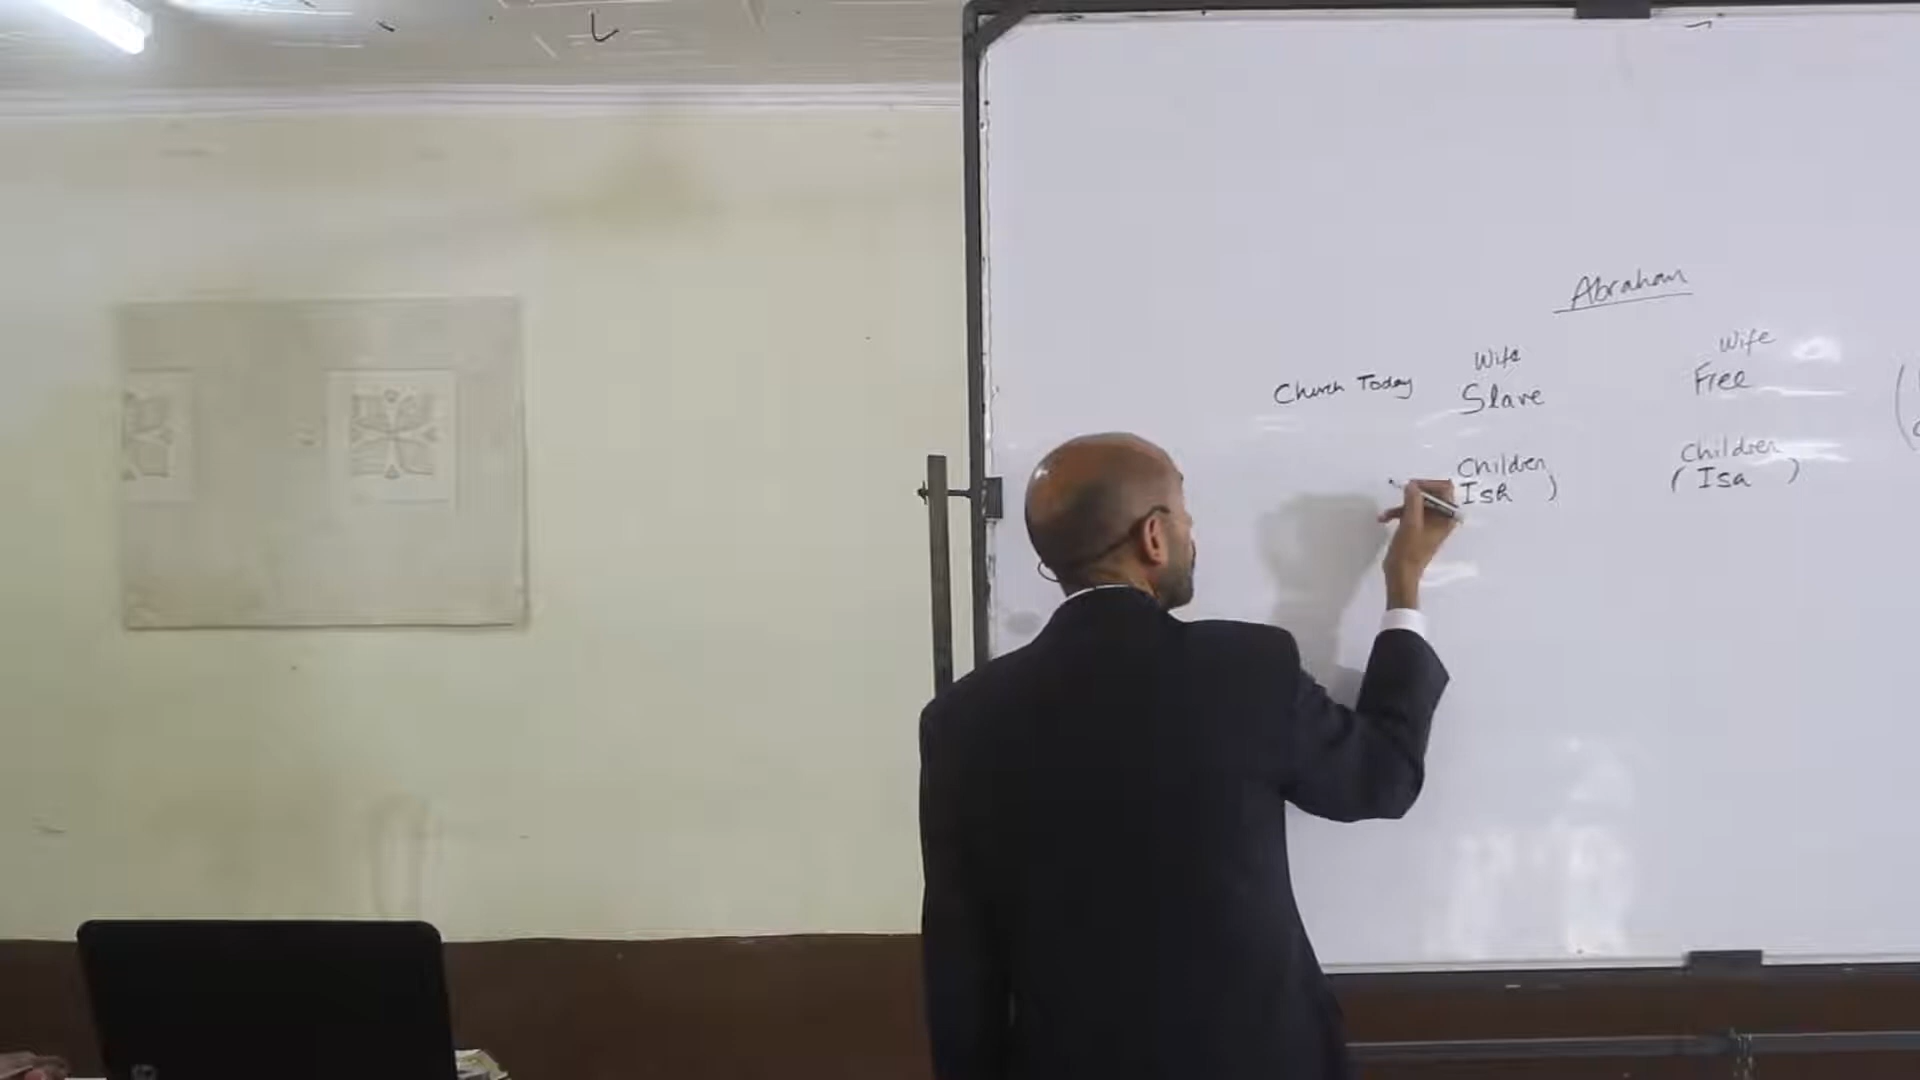 Abraham
Wife Wife
Church Today Slave Free
Children Children
Ish ) ( Isa )